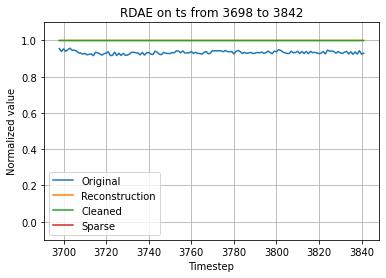 RDAE on ts from 3698 to 3842
Normalized value
1.0
0.8
0.6
0.4
0.2
0.0
Original
Reconstruction
Cleaned
Sparse
3700 3720 3740 3760 3780 3800 3820 3840
Timestep